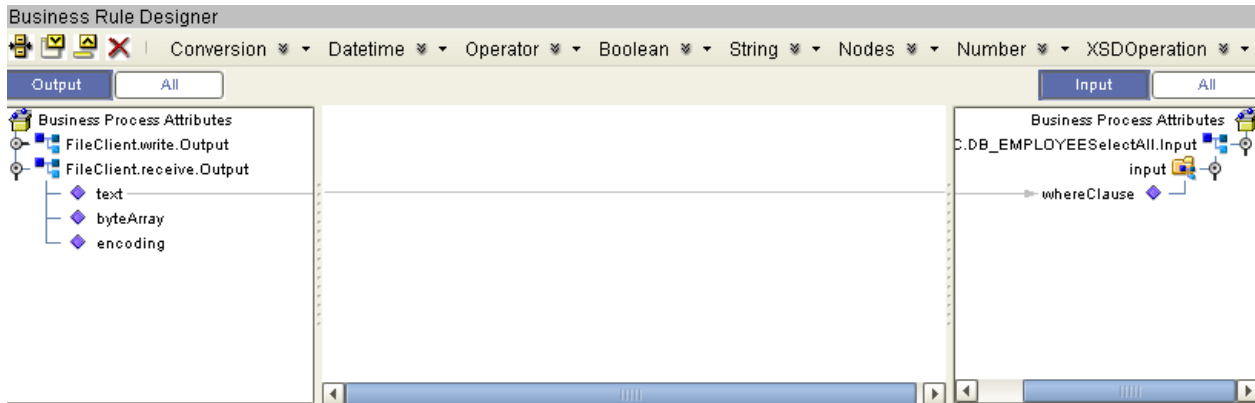 Business Rule Designer
Conversion Datetime Operator Boolean String Nodes Number XSDOperation
Output All Input All
Business Process Attributes
FileClient.write.Output
FileClient.receive.Output
text
byteArray
encoding
Business Process Attributes
C.DB_EMPLOYEESelectAll.Input
input
whereClause